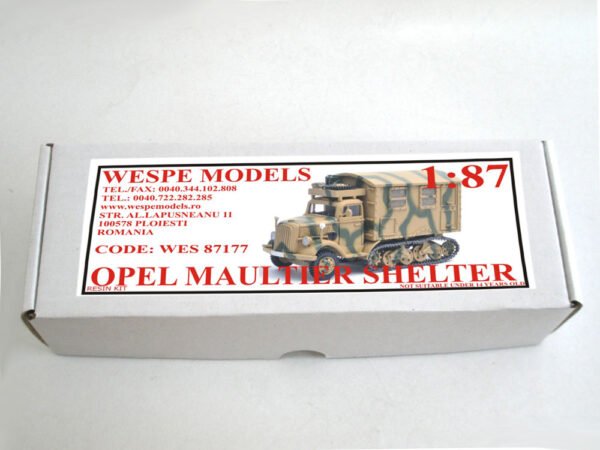 WESPE MODELS
1:87
TEL./FAX: 0040.344.102.808
TEL.: 0040.722.282.285
www.wespemodels.ro
STR. AL.LAPUSNEANU II
100578 PLOIESTI
ROMANIA
CODE: WES 87177
OPEL MAULTIER SHELTER
RESIN KIT
NOT SUITABLE UNDER 14 YEARS OLD